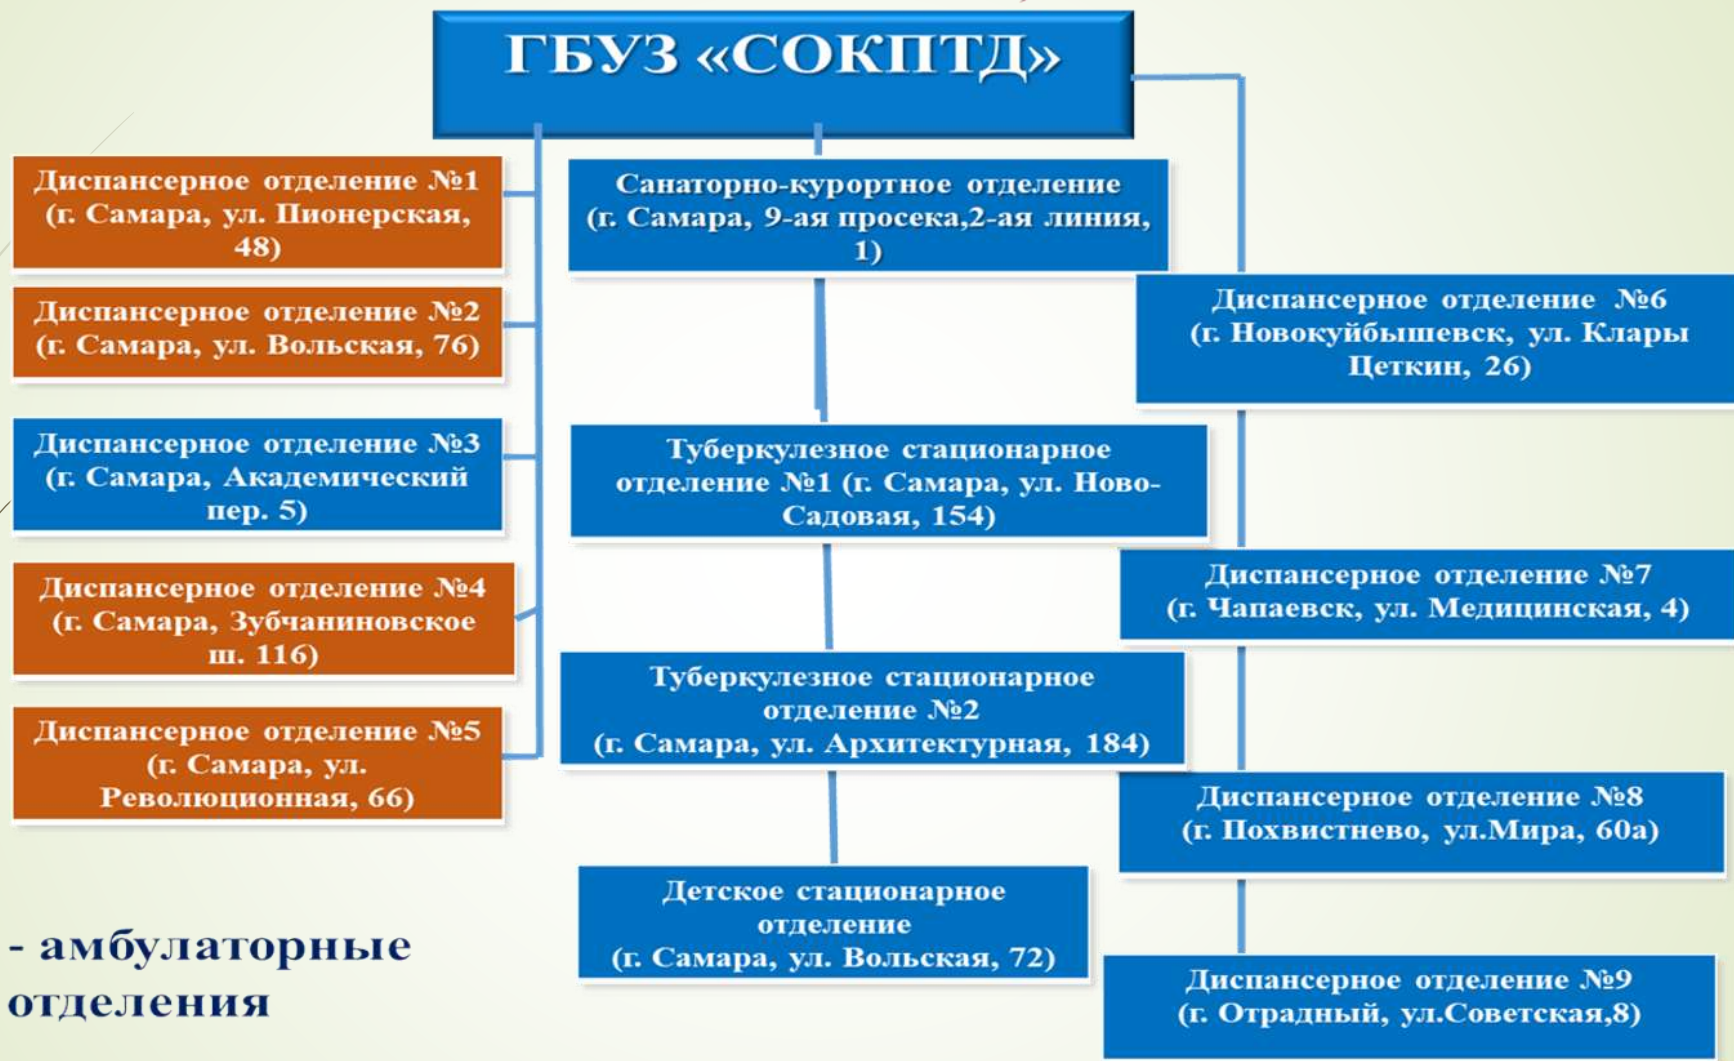 ГБУЗ «СОКПТД»
Диспансерное отделение №1
(г. Самара, ул. Пионерская,
48)
Диспансерное отделение №2
(г. Самара, ул. Вольская, 76)
Диспансерное отделение №3
(г. Самара, Академический
пер. 5)
Диспансерное отделение №4
(г. Самара, Зубчаниновское
ш. 116)
Диспансерное отделение №5
(г. Самара, ул.
Революционная, 66)
- амбулаторные
отделения
Санаторно-курортное отделение
(г. Самара, 9-ая просека,2-ая линия,
1)
Туберкулезное стационарное
отделение №1 (г. Самара, ул. Ново-
Садовая, 154)
Туберкулезное стационарное
отделение №2
(г. Самара, ул. Архитектурная, 184)
Детское стационарное
отделение
(г. Самара, ул. Вольская, 72)
Диспансерное отделение №6
(г. Новокуйбышевск, ул. Клары
Цеткин, 26)
Диспансерное отделение №7
(г. Чапаевск, ул. Медицинская, 4)
Диспансерное отделение №8
(г. Похвистнево, ул.Мира, 60а)
Диспансерное отделение №9
(г. Отрадный, ул.Советская,8)